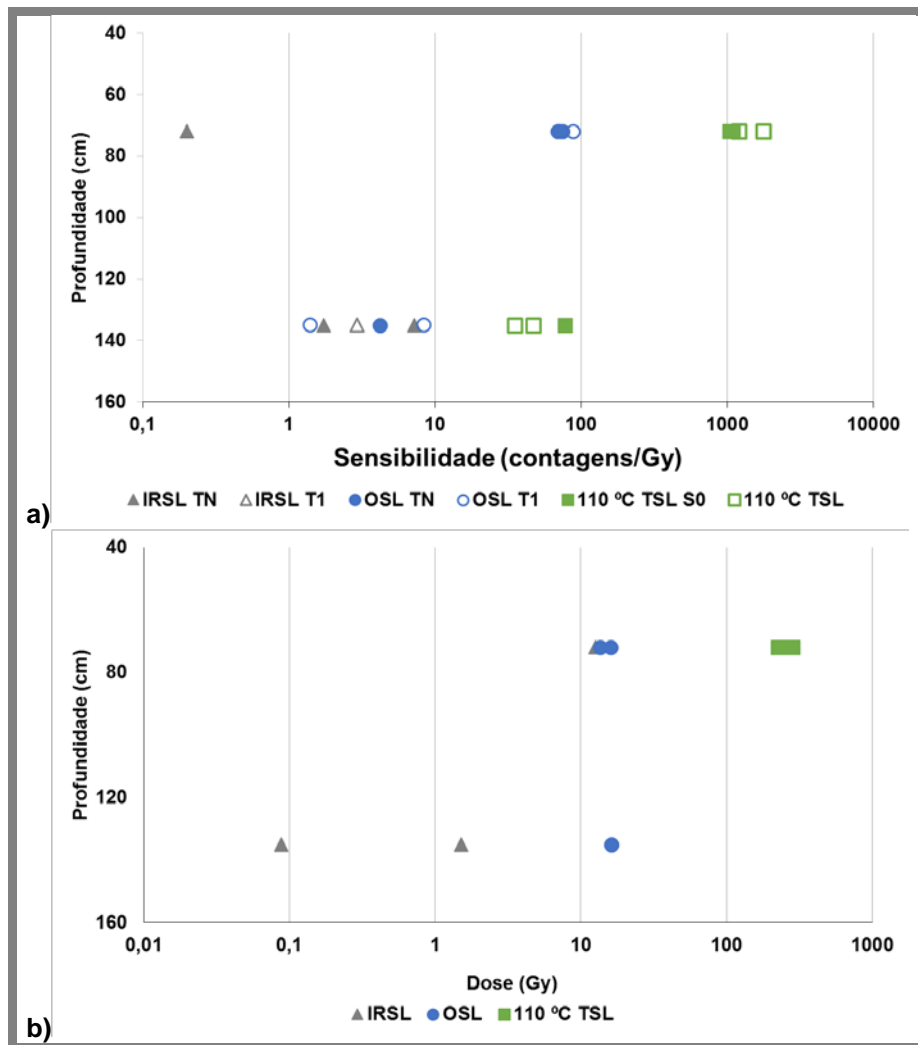 40
60
80
100
120
140
160
Profundidade (cm)
0,1 1 10 100 1000 10000
Sensibilidade (contagens/Gy)
IRSL TN IRSL T1 OSL TN OSL T1 110 ºC TSL S0 110 ºC TSL
a)
40
80
120
160
Profundidade (cm)
0,01 0,1 1 10 100 1000
Dose (Gy)
IRSL OSL 110 ºC TSL
b)